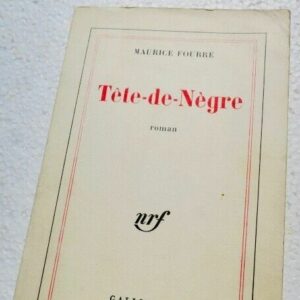 MAURICE FOURRÉ
Tête-de-Nègre
roman
nrf